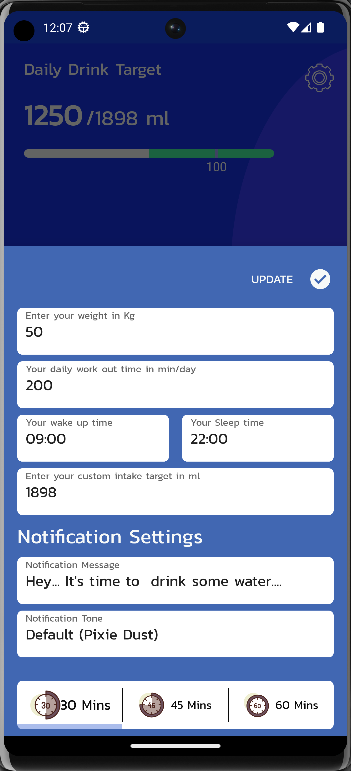 12:07
Daily Drink Target
1250/1898 ml
100
UPDATE
Enter your weight in Kg
50
Your daily work out time in min/day
200
Your wake up time
09:00
Your Sleep time
22:00
Enter your custom intake target in ml
1898
Notification Settings
Notification Message
Hey... It's time to  drink some water....
Notification Tone
Default (Pixie Dust)
30 30 Mins
45 45 Mins
60 60 Mins